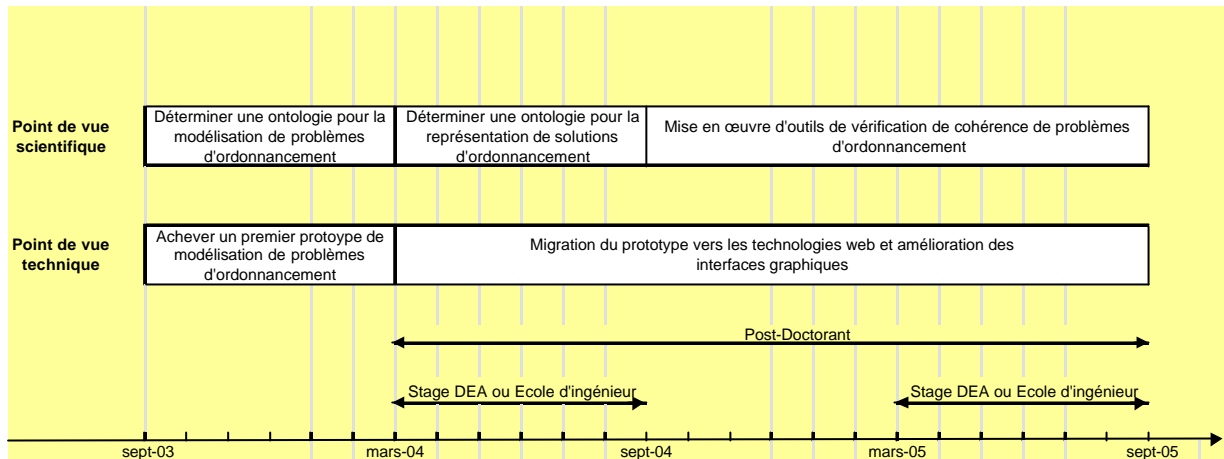 Point de vue
scientifique
Déterminer une ontologie pour la
modélisation de problèmes
d'ordonnancement
Déterminer une ontologie pour la
représentation de solutions
d'ordonnancement
Mise en œuvre d'outils de vérification de cohérence de problèmes
d'ordonnancement
Point de vue
technique
Achever un premier protoype de
modélisation de problèmes
d'ordonnancement
Migration du prototype vers les technologies web et amélioration des
interfaces graphiques
Post-Doctorant
Stage DEA ou Ecole d'ingénieur
Stage DEA ou Ecole d'ingénieur
sept-03
mars-04
sept-04
mars-05
sept-05